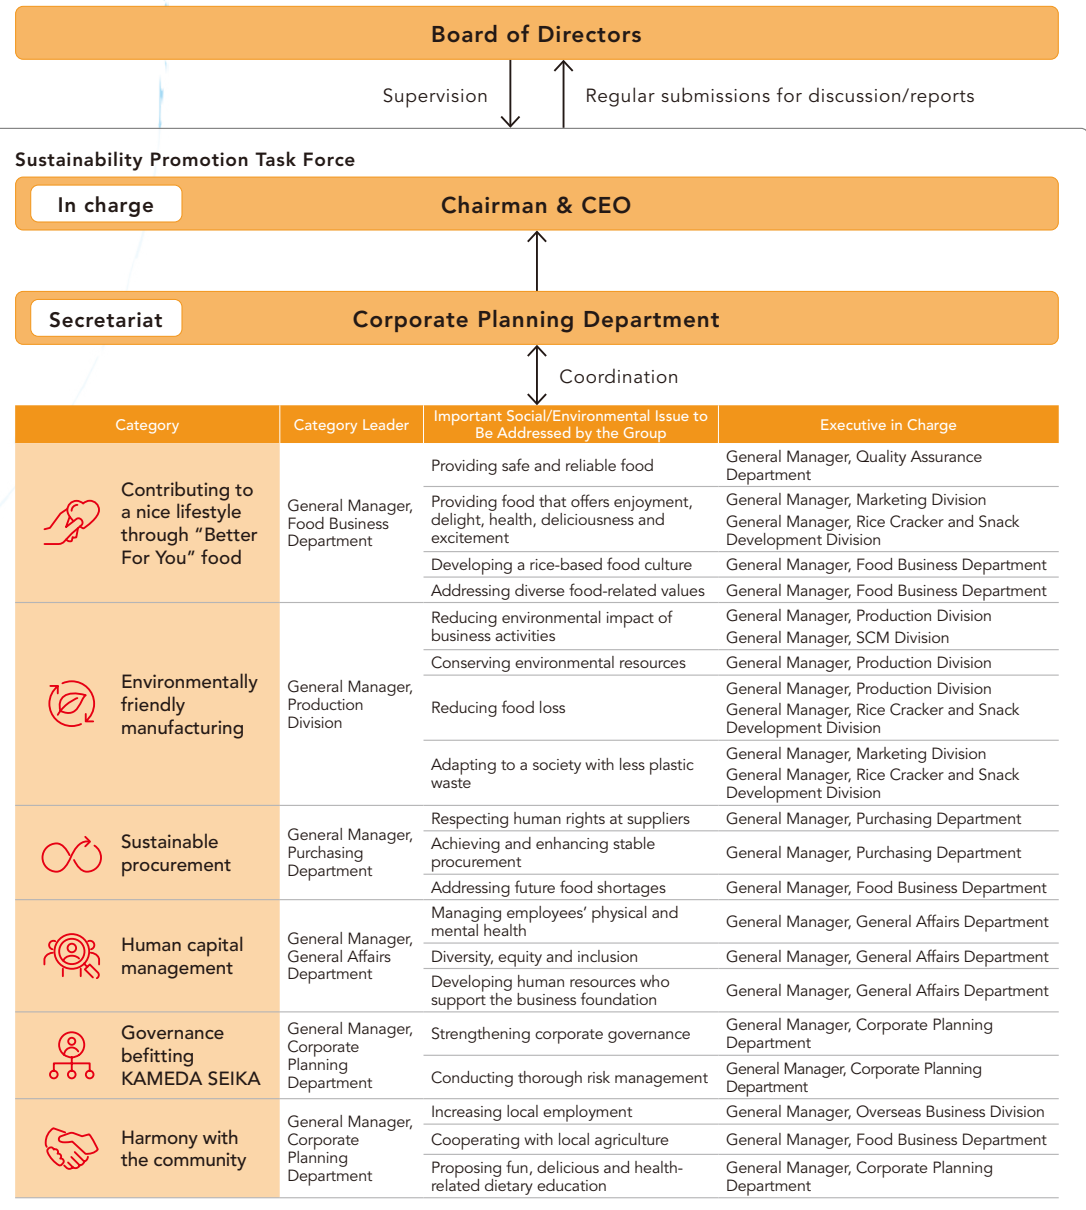 Board of Directors
Supervision
Regular submissions for discussion/reports
Sustainability Promotion Task Force
In charge
Chairman & CEO
Secretariat
Corporate Planning Department
Coordination
Category
Category Leader
Important Social/Environmental Issue to
Be Addressed by the Group
Executive in Charge
Contributing to
a nice lifestyle
through “Better
For You” food
General Manager,
Food Business
Department
Providing safe and reliable food
General Manager, Quality Assurance
Department
Providing food that offers enjoyment,
delight, health, deliciousness and
excitement
General Manager, Marketing Division
General Manager, Rice Cracker and Snack
Development Division
Developing a rice-based food culture
General Manager, Food Business Department
Addressing diverse food-related values
General Manager, Food Business Department
Environmentally
friendly
manufacturing
General Manager,
Production
Division
Reducing environmental impact of
business activities
General Manager, Production Division
General Manager, SCM Division
Conserving environmental resources
General Manager, Production Division
Reducing food loss
General Manager, Production Division
General Manager, Rice Cracker and Snack
Development Division
Adapting to a society with less plastic
waste
General Manager, Marketing Division
General Manager, Rice Cracker and Snack
Development Division
Sustainable
procurement
General Manager,
Purchasing
Department
Respecting human rights at suppliers
General Manager, Purchasing Department
Achieving and enhancing stable
procurement
General Manager, Purchasing Department
Addressing future food shortages
General Manager, Food Business Department
Human capital
management
General Manager,
General Affairs
Department
Managing employees’ physical and
mental health
General Manager, General Affairs Department
Diversity, equity and inclusion
General Manager, General Affairs Department
Developing human resources who
support the business foundation
General Manager, General Affairs Department
Governance
befitting
KAMEDA SEIKA
General Manager,
Corporate
Planning
Department
Strengthening corporate governance
General Manager, Corporate Planning
Department
Conducting thorough risk management
General Manager, Corporate Planning
Department
Harmony with
the community
General Manager,
Corporate
Planning
Department
Increasing local employment
General Manager, Overseas Business Division
Cooperating with local agriculture
General Manager, Food Business Department
Proposing fun, delicious and health-
related dietary education
General Manager, Corporate Planning
Department